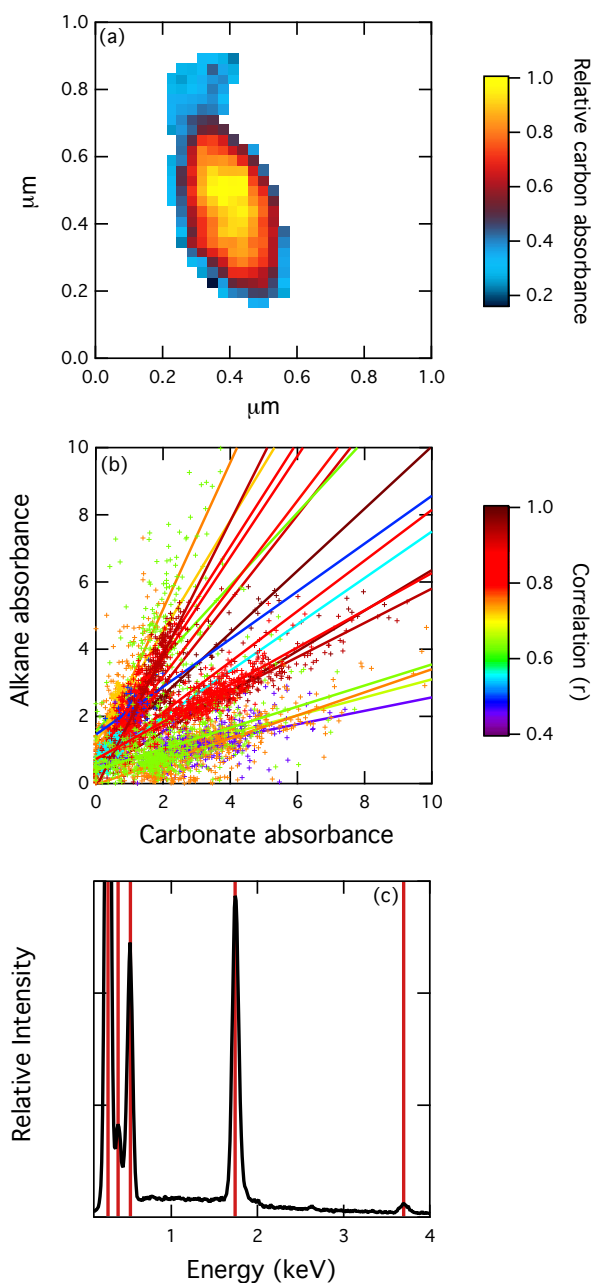 (a)
1.0
0.8
0.6
0.4
0.2
0.0
μm
0.0 0.2 0.4 0.6 0.8 1.0
μm
1.0
0.8
0.6
0.4
0.2
Relative carbon absorbance
(b)
10
8
6
4
2
0
Alkane absorbance
0 2 4 6 8 10
Carbonate absorbance
1.0
0.8
0.6
0.4
Correlation (r)
(c)
Relative Intensity
1 2 3 4
Energy (keV)